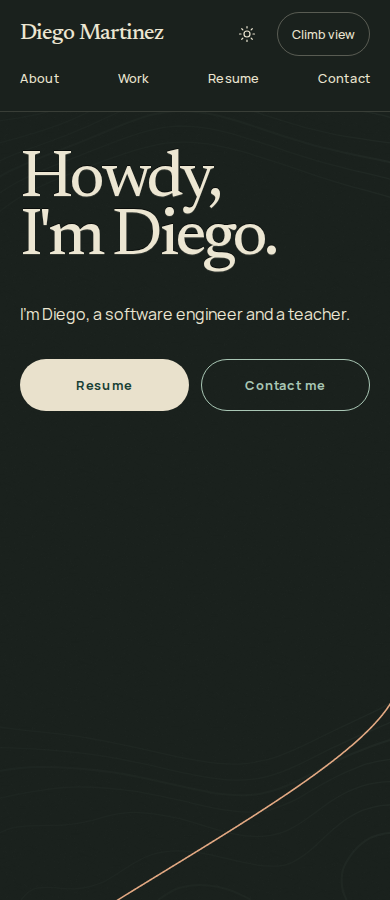 Diego Martinez
Climb view
About Work Resume Contact
Howdy,
I'm Diego.
I'm Diego, a software engineer and a teacher.
Resume Contact me